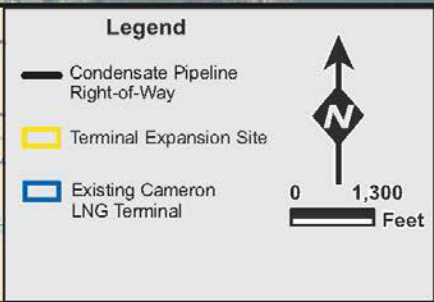 Legend
Condensate Pipeline
Right-of-Way
Terminal Expansion Site
Existing Cameron
LNG Terminal
N
0 1,300
Feet